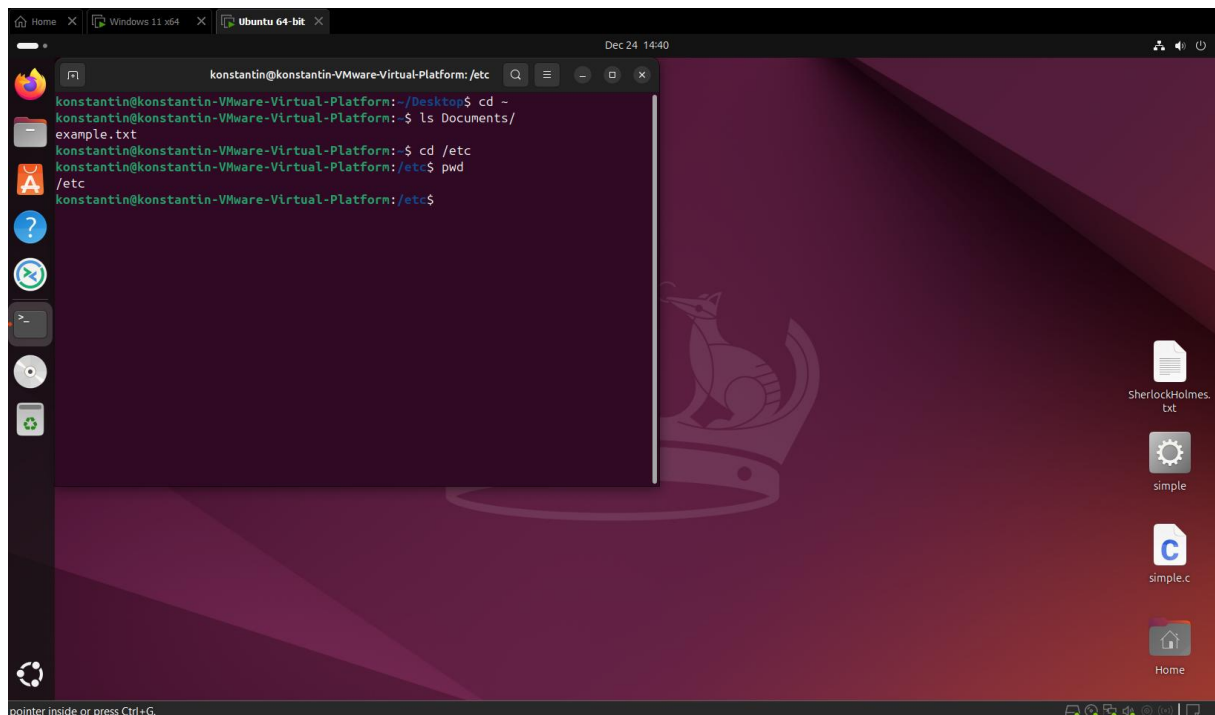 Home
Windows 11 x64
Ubuntu 64-bit
Dec 24 14:40
konstantin@konstantin-VMware-Virtual-Platform: /etc
konstantin@konstantin-VMware-Virtual-Platform:~/Desktop$ cd ~
konstantin@konstantin-VMware-Virtual-Platform:~$ ls Documents/
example.txt
konstantin@konstantin-VMware-Virtual-Platform:~$ cd /etc
konstantin@konstantin-VMware-Virtual-Platform:/etc$ pwd
/etc
konstantin@konstantin-VMware-Virtual-Platform:/etc$
SherlockHolmes.
txt
simple
C
simple.c
Home
pointer inside or press Ctrl+G.